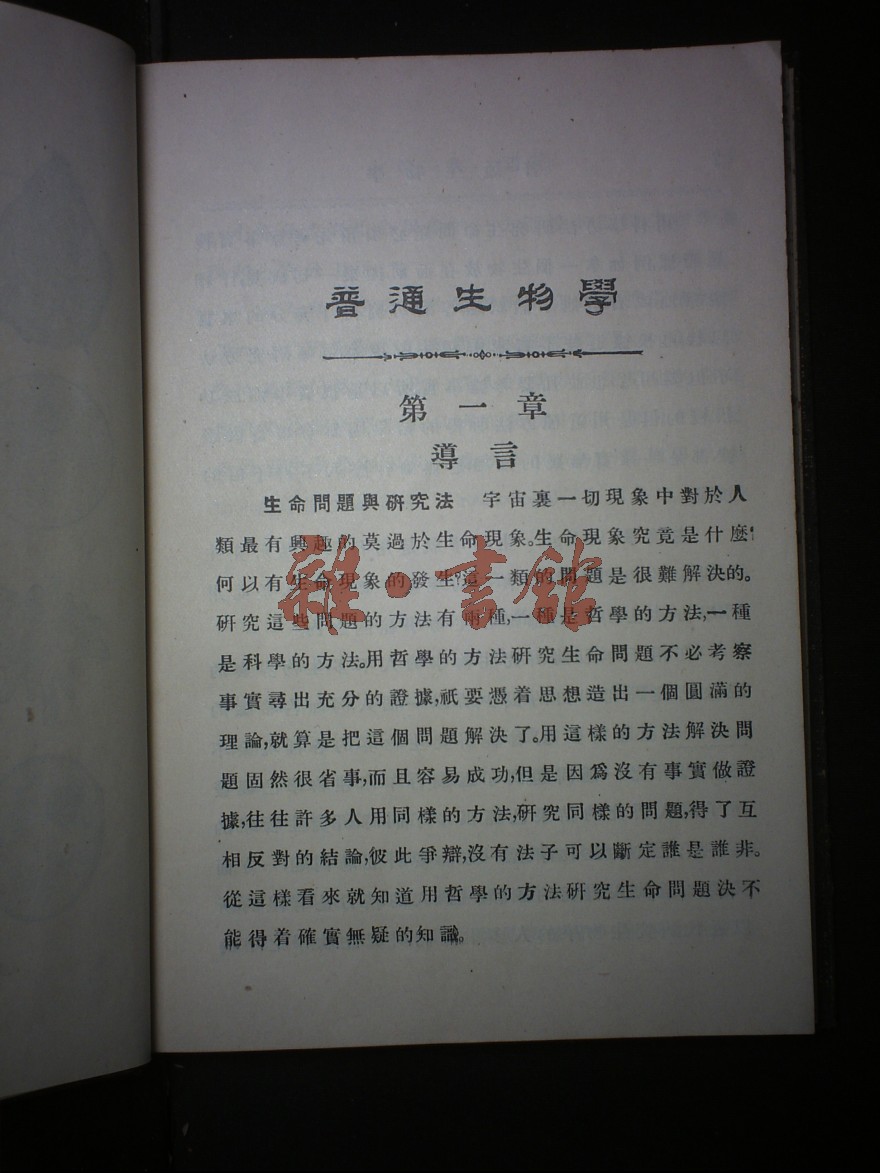 普通生物學
第一章
導言
生命問題與研究法 宇宙裏一切現象中對於人
類最有興趣的莫過於生命現象。生命現象究竟是什麼?
何以有生命現象的發生?這一類的問題是很難解決的。
研究這些問題的方法有兩種,一種是哲學的方法,一種
是科學的方法。用哲學的方法研究生命問題不必考察
事實尋出充分的證據,祇要憑着思想造出一個圓滿的
理論,就算是把這個問題解決了。用這樣的方法解決問
題固然很省事,而且容易成功,但是因爲沒有事實做證
據,往往許多人用同樣的方法,研究同樣的問題,得了互
相反對的結論,彼此爭辯,沒有法子可以斷定誰是誰非。
從這樣看來就知道用哲學的方法研究生命問題決不
能得着確實無疑的知識。
雜·書館